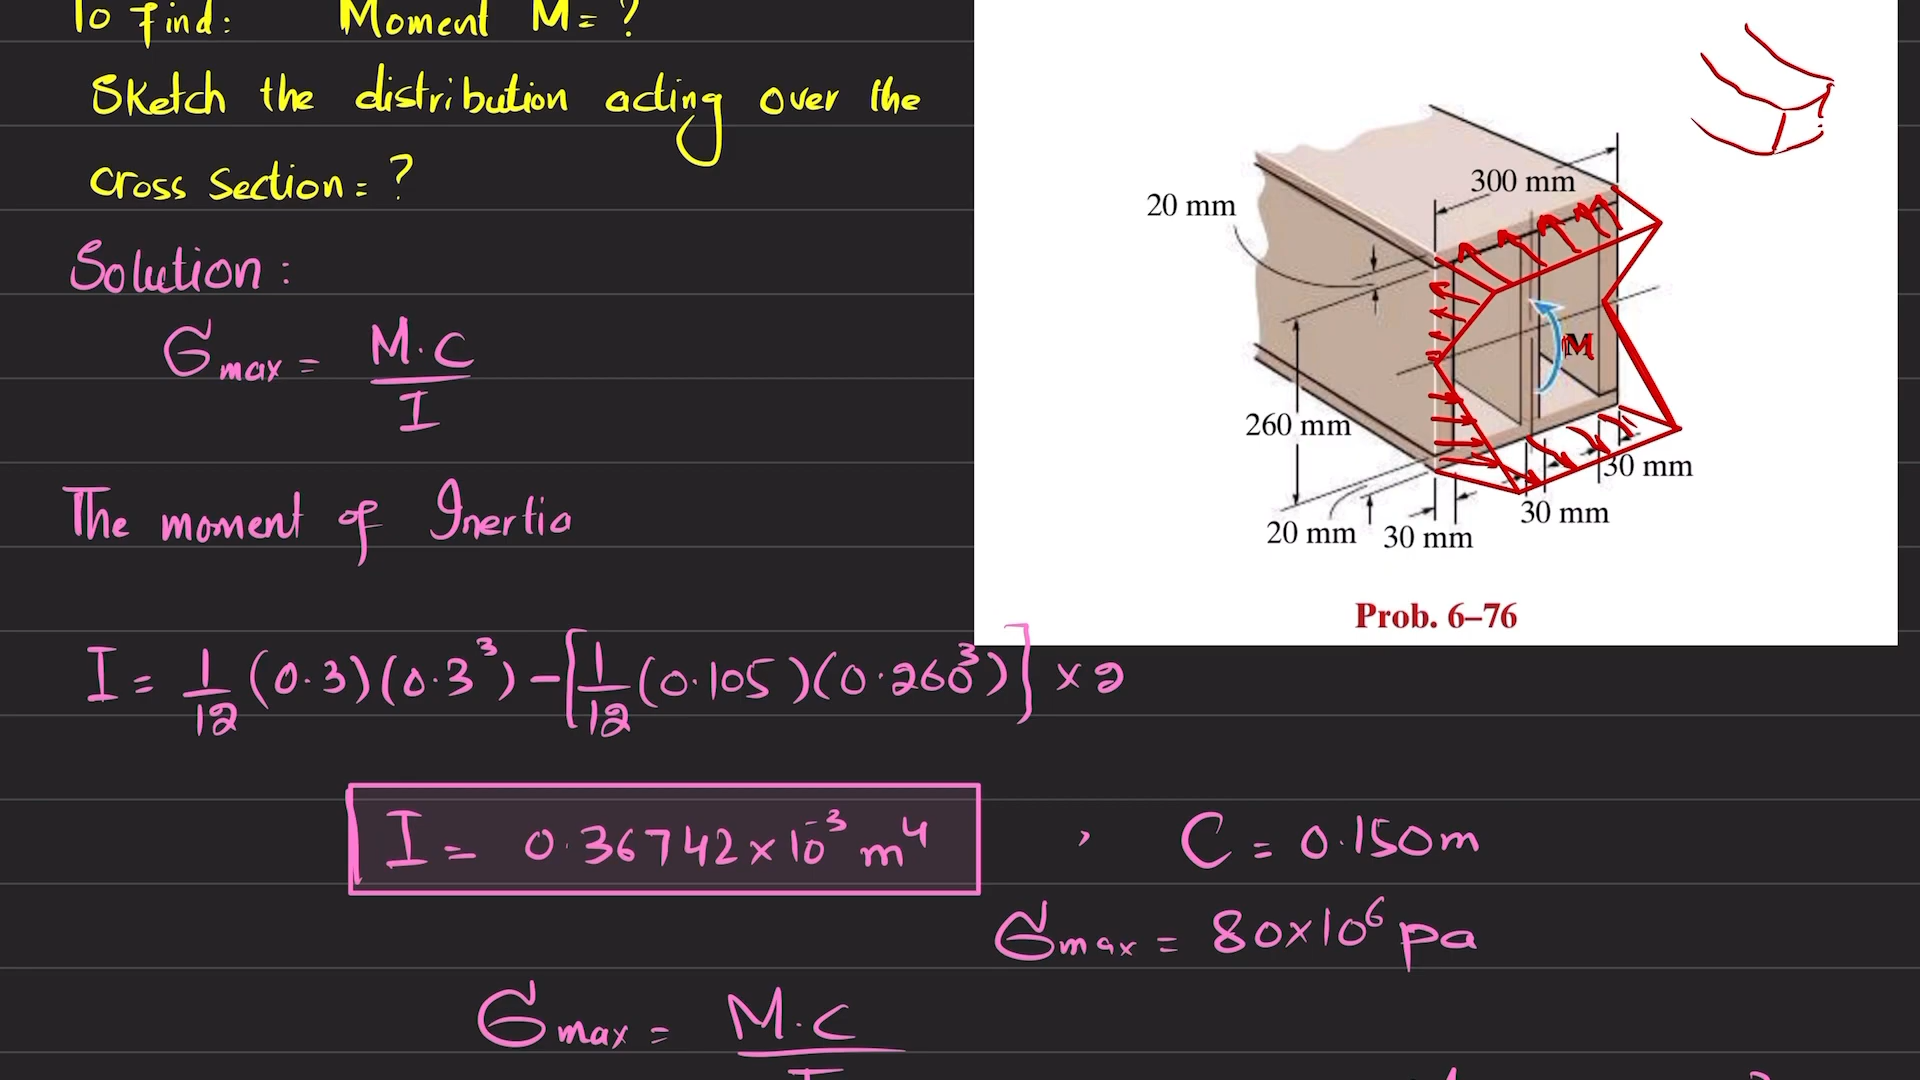 To find: Moment M = ?
Sketch the distribution acting over the
Cross Section = ?
Solution :
σmax = M·C / I
The moment of Inertia
I = 1/12 (0.3)(0.3³) - [1/12 (0.105)(0.260³)] × 2
I = 0.36742 × 10⁻³ m⁴ , C = 0.150m
σmax = 80×10⁶ pa
σmax = M·C
300 mm
20 mm
M
260 mm
30 mm
30 mm
20 mm
30 mm
Prob. 6–76